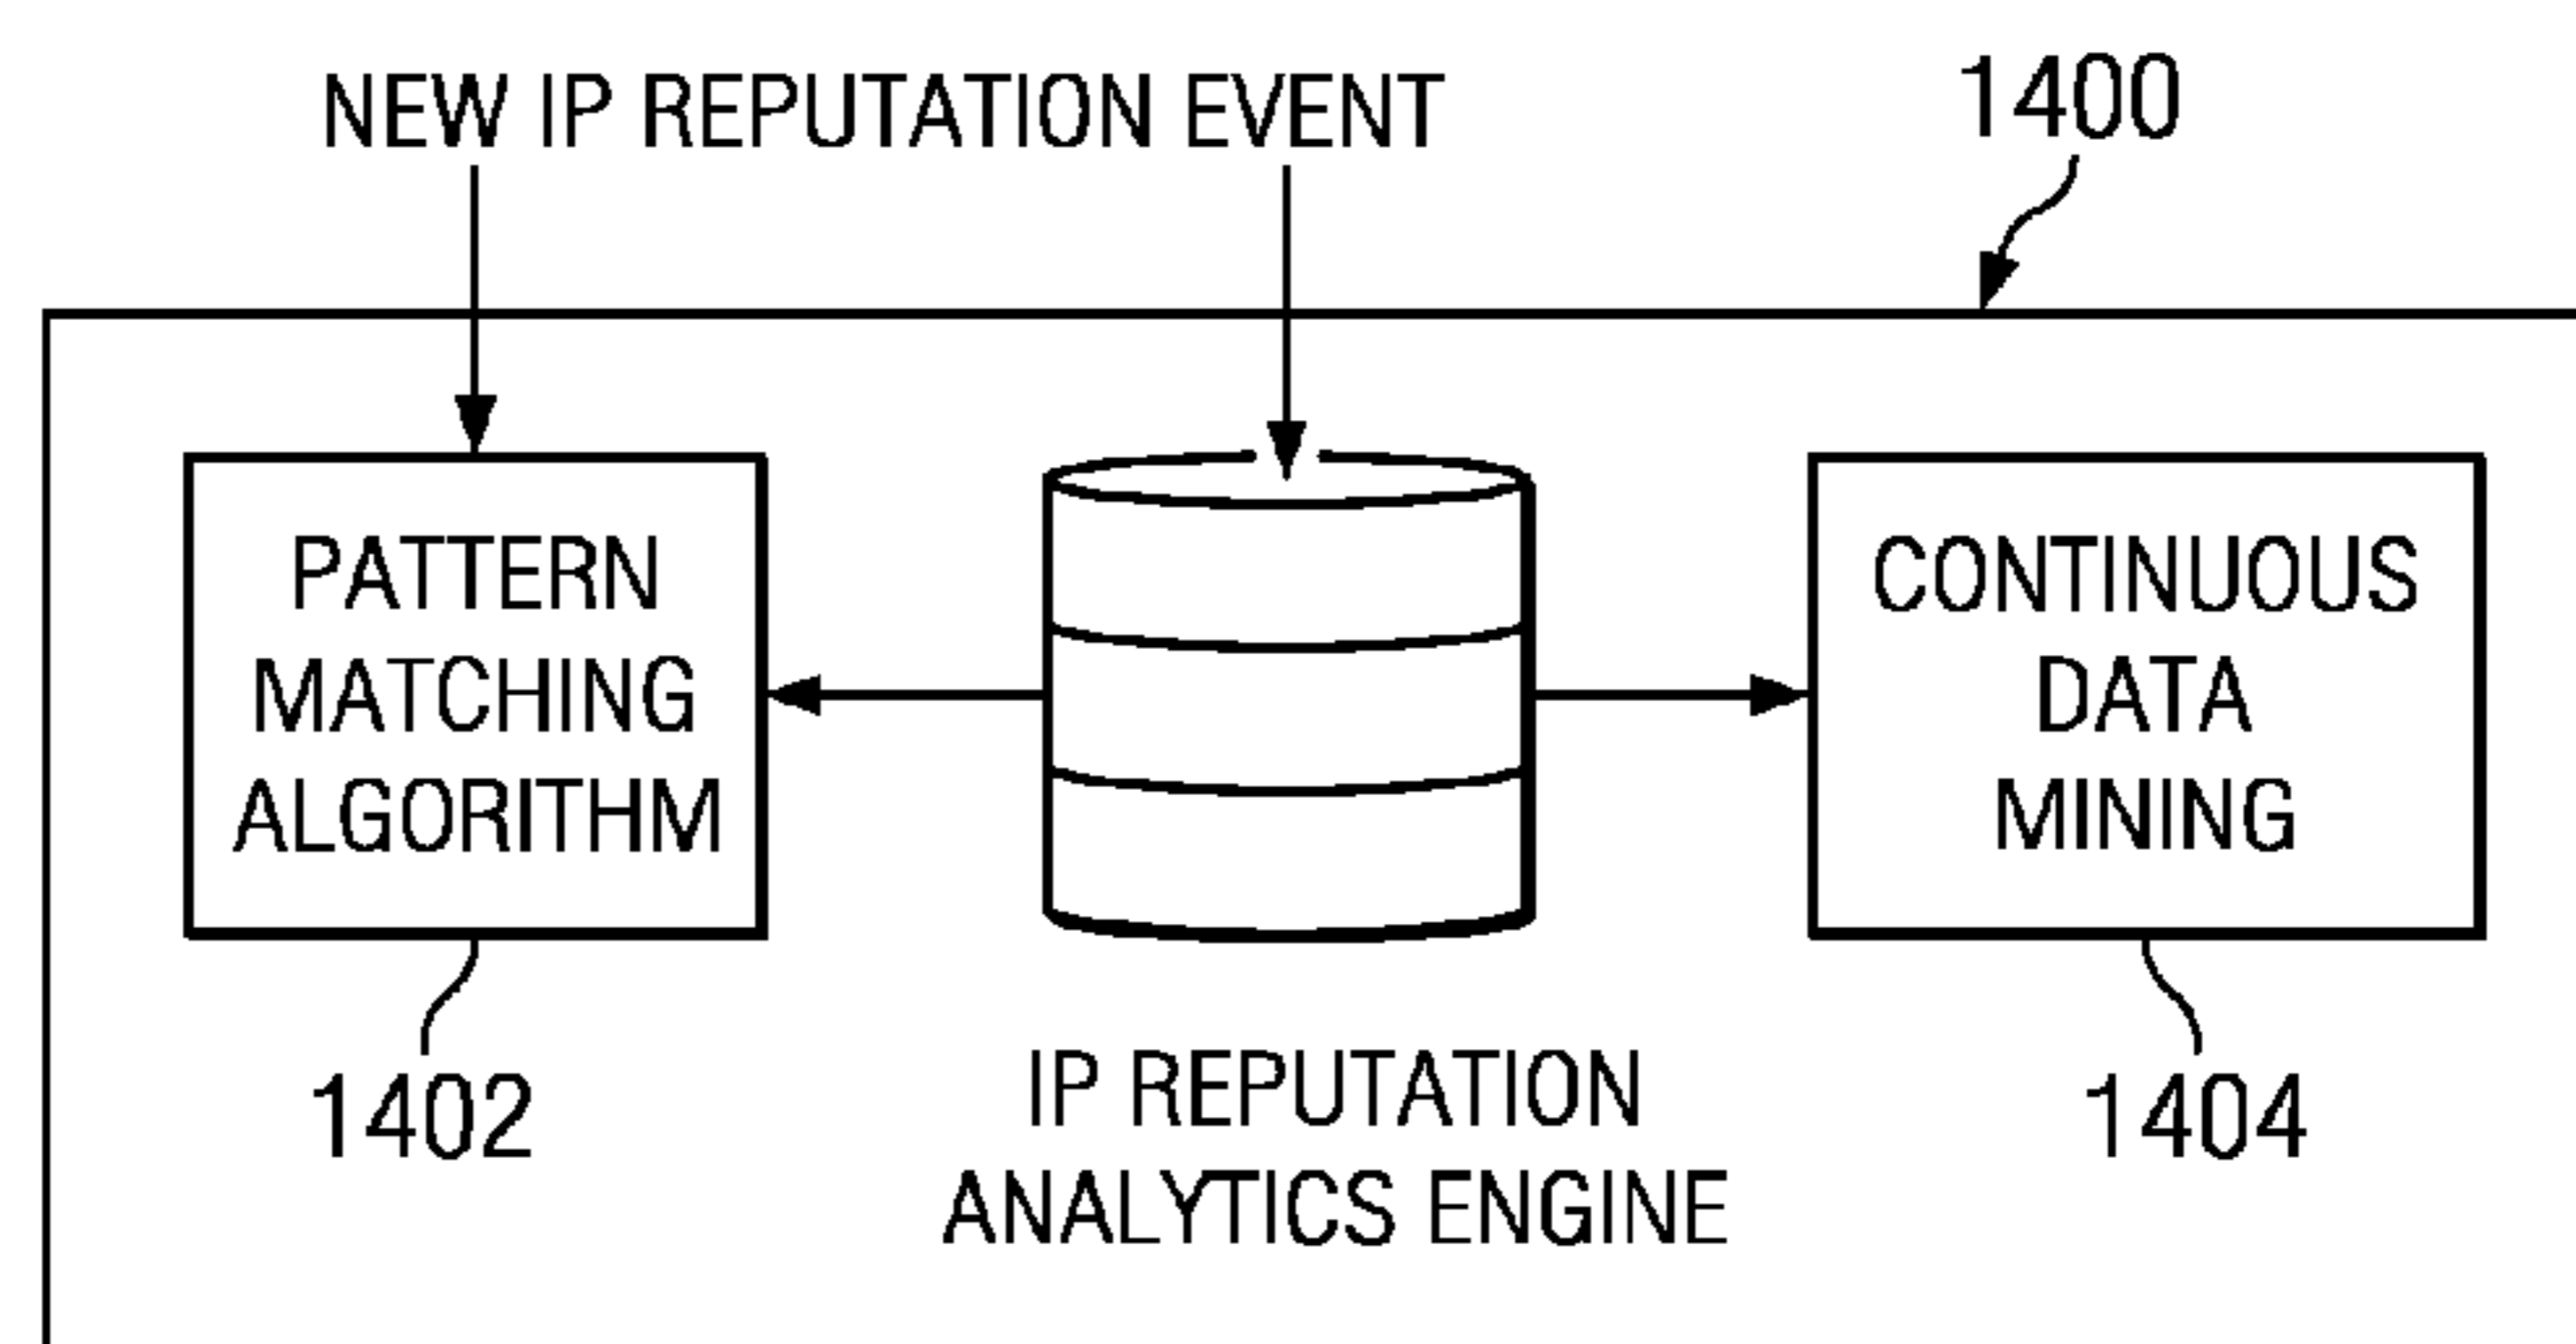 NEW IP REPUTATION EVENT
1400
PATTERN
MATCHING
ALGORITHM
CONTINUOUS
DATA
MINING
1402
IP REPUTATION
ANALYTICS ENGINE
1404